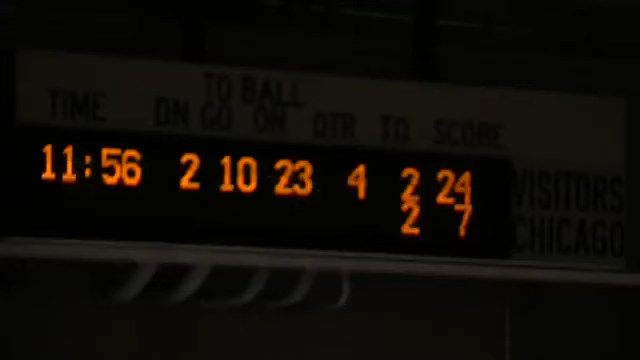 TO BALL
TIME DN GO ON QTR TO SCORE
11:56 2 10 23 4 2 24 VISITORS
2 7 CHICAGO